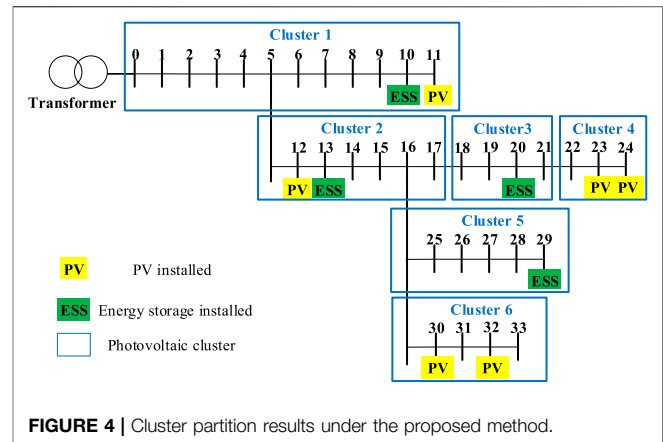 Cluster 1
0 1 2 3 4 5 6 7 8 9 10 11
Transformer
ESS PV
Cluster 2 Cluster3 Cluster 4
12 13 14 15 16 17 18 19 20 21 22 23 24
PV ESS ESS PV PV
Cluster 5
25 26 27 28 29
ESS
PV PV installed
ESS Energy storage installed
Photovoltaic cluster
Cluster 6
30 31 32 33
PV PV
FIGURE 4 | Cluster partition results under the proposed method.